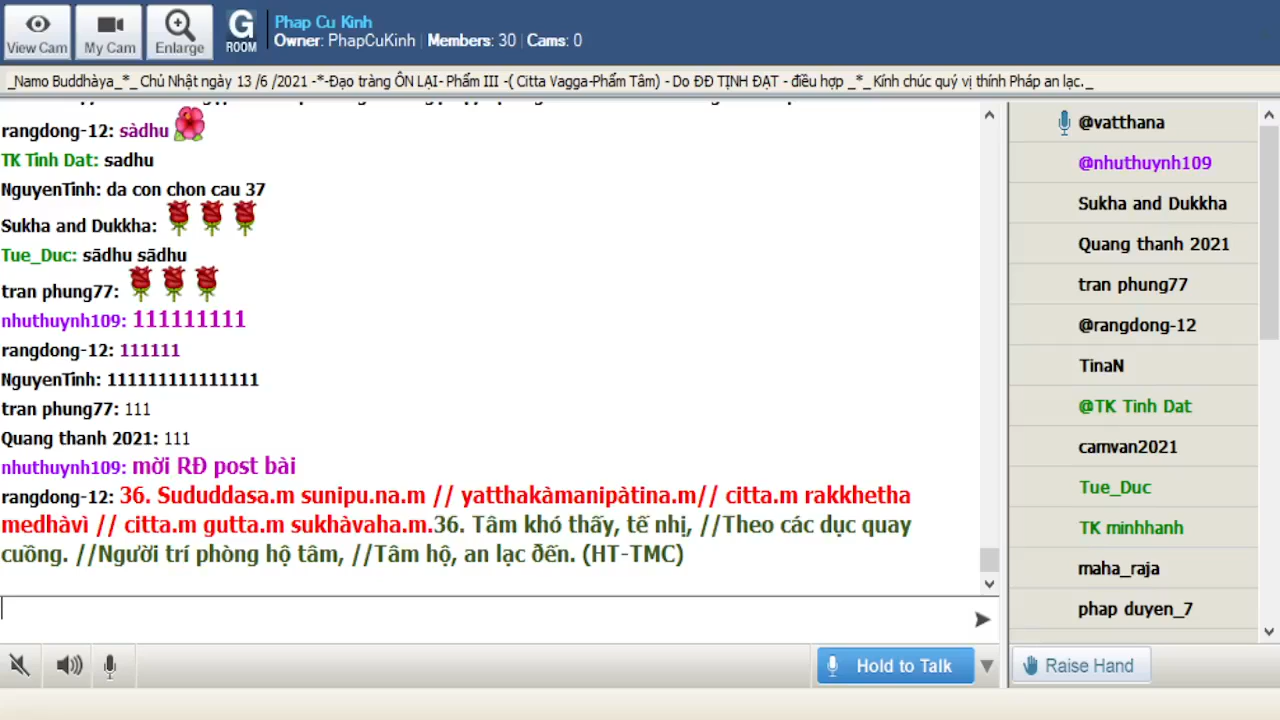 View Cam
My Cam
Enlarge
G
ROOM
Phap Cu Kinh
Owner: PhapCuKinh | Members: 30 | Cams: 0
_Namo Buddhàya_*_ Chủ Nhật ngày 13 /6 /2021 -*-Đạo tràng ÔN LẠI- Phẩm III -( Citta Vagga-Phẩm Tâm) - Do ĐĐ TỊNH ĐẠT - điều hợp _*_Kính chúc quý vị thính Pháp an lạc._
rangdong-12: sàdhu
TK Tinh Dat: sadhu
NguyenTinh: da con chon cau 37
Sukha and Dukkha:
Tue_Duc: sādhu sādhu
tran phung77:
nhuthuynh109: 111111111
rangdong-12: 111111
NguyenTinh: 111111111111111
tran phung77: 111
Quang thanh 2021: 111
nhuthuynh109: mời RĐ post bài
rangdong-12: 36. Sududdasa.m sunipu.na.m // yatthakàmanipàtina.m// citta.m rakkhetha
medhàvì // citta.m gutta.m sukhàvaha.m.36. Tâm khó thấy, tế nhị, //Theo các dục quay
cuồng. //Người trí phòng hộ tâm, //Tâm hộ, an lạc ðến. (HT-TMC)
@vatthana
@nhuthuynh109
Sukha and Dukkha
Quang thanh 2021
tran phung77
@rangdong-12
TinaN
@TK Tinh Dat
camvan2021
Tue_Duc
TK minhhanh
maha_raja
phap duyen_7
Hold to Talk
Raise Hand